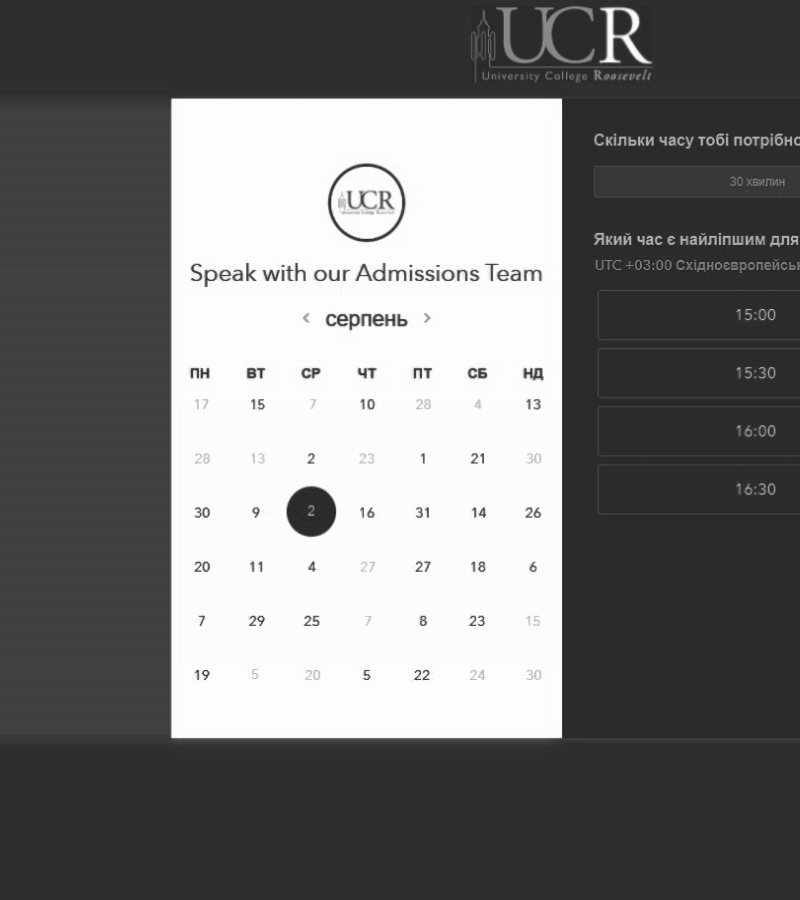 UCR
University College Roosevelt
UCR
Speak with our Admissions Team
< серпень >
ПН ВТ СР ЧТ ПТ СБ НД
17 15 7 10 28 4 13
28 13 2 23 1 21 30
30 9 2 16 31 14 26
20 11 4 27 27 18 6
7 29 25 7 8 23 15
19 5 20 5 22 24 30
Скільки часу тобі потрібно
30 хвилин
Який час є найліпшим для
UTC +03:00 Східноєвропейськ
15:00
15:30
16:00
16:30